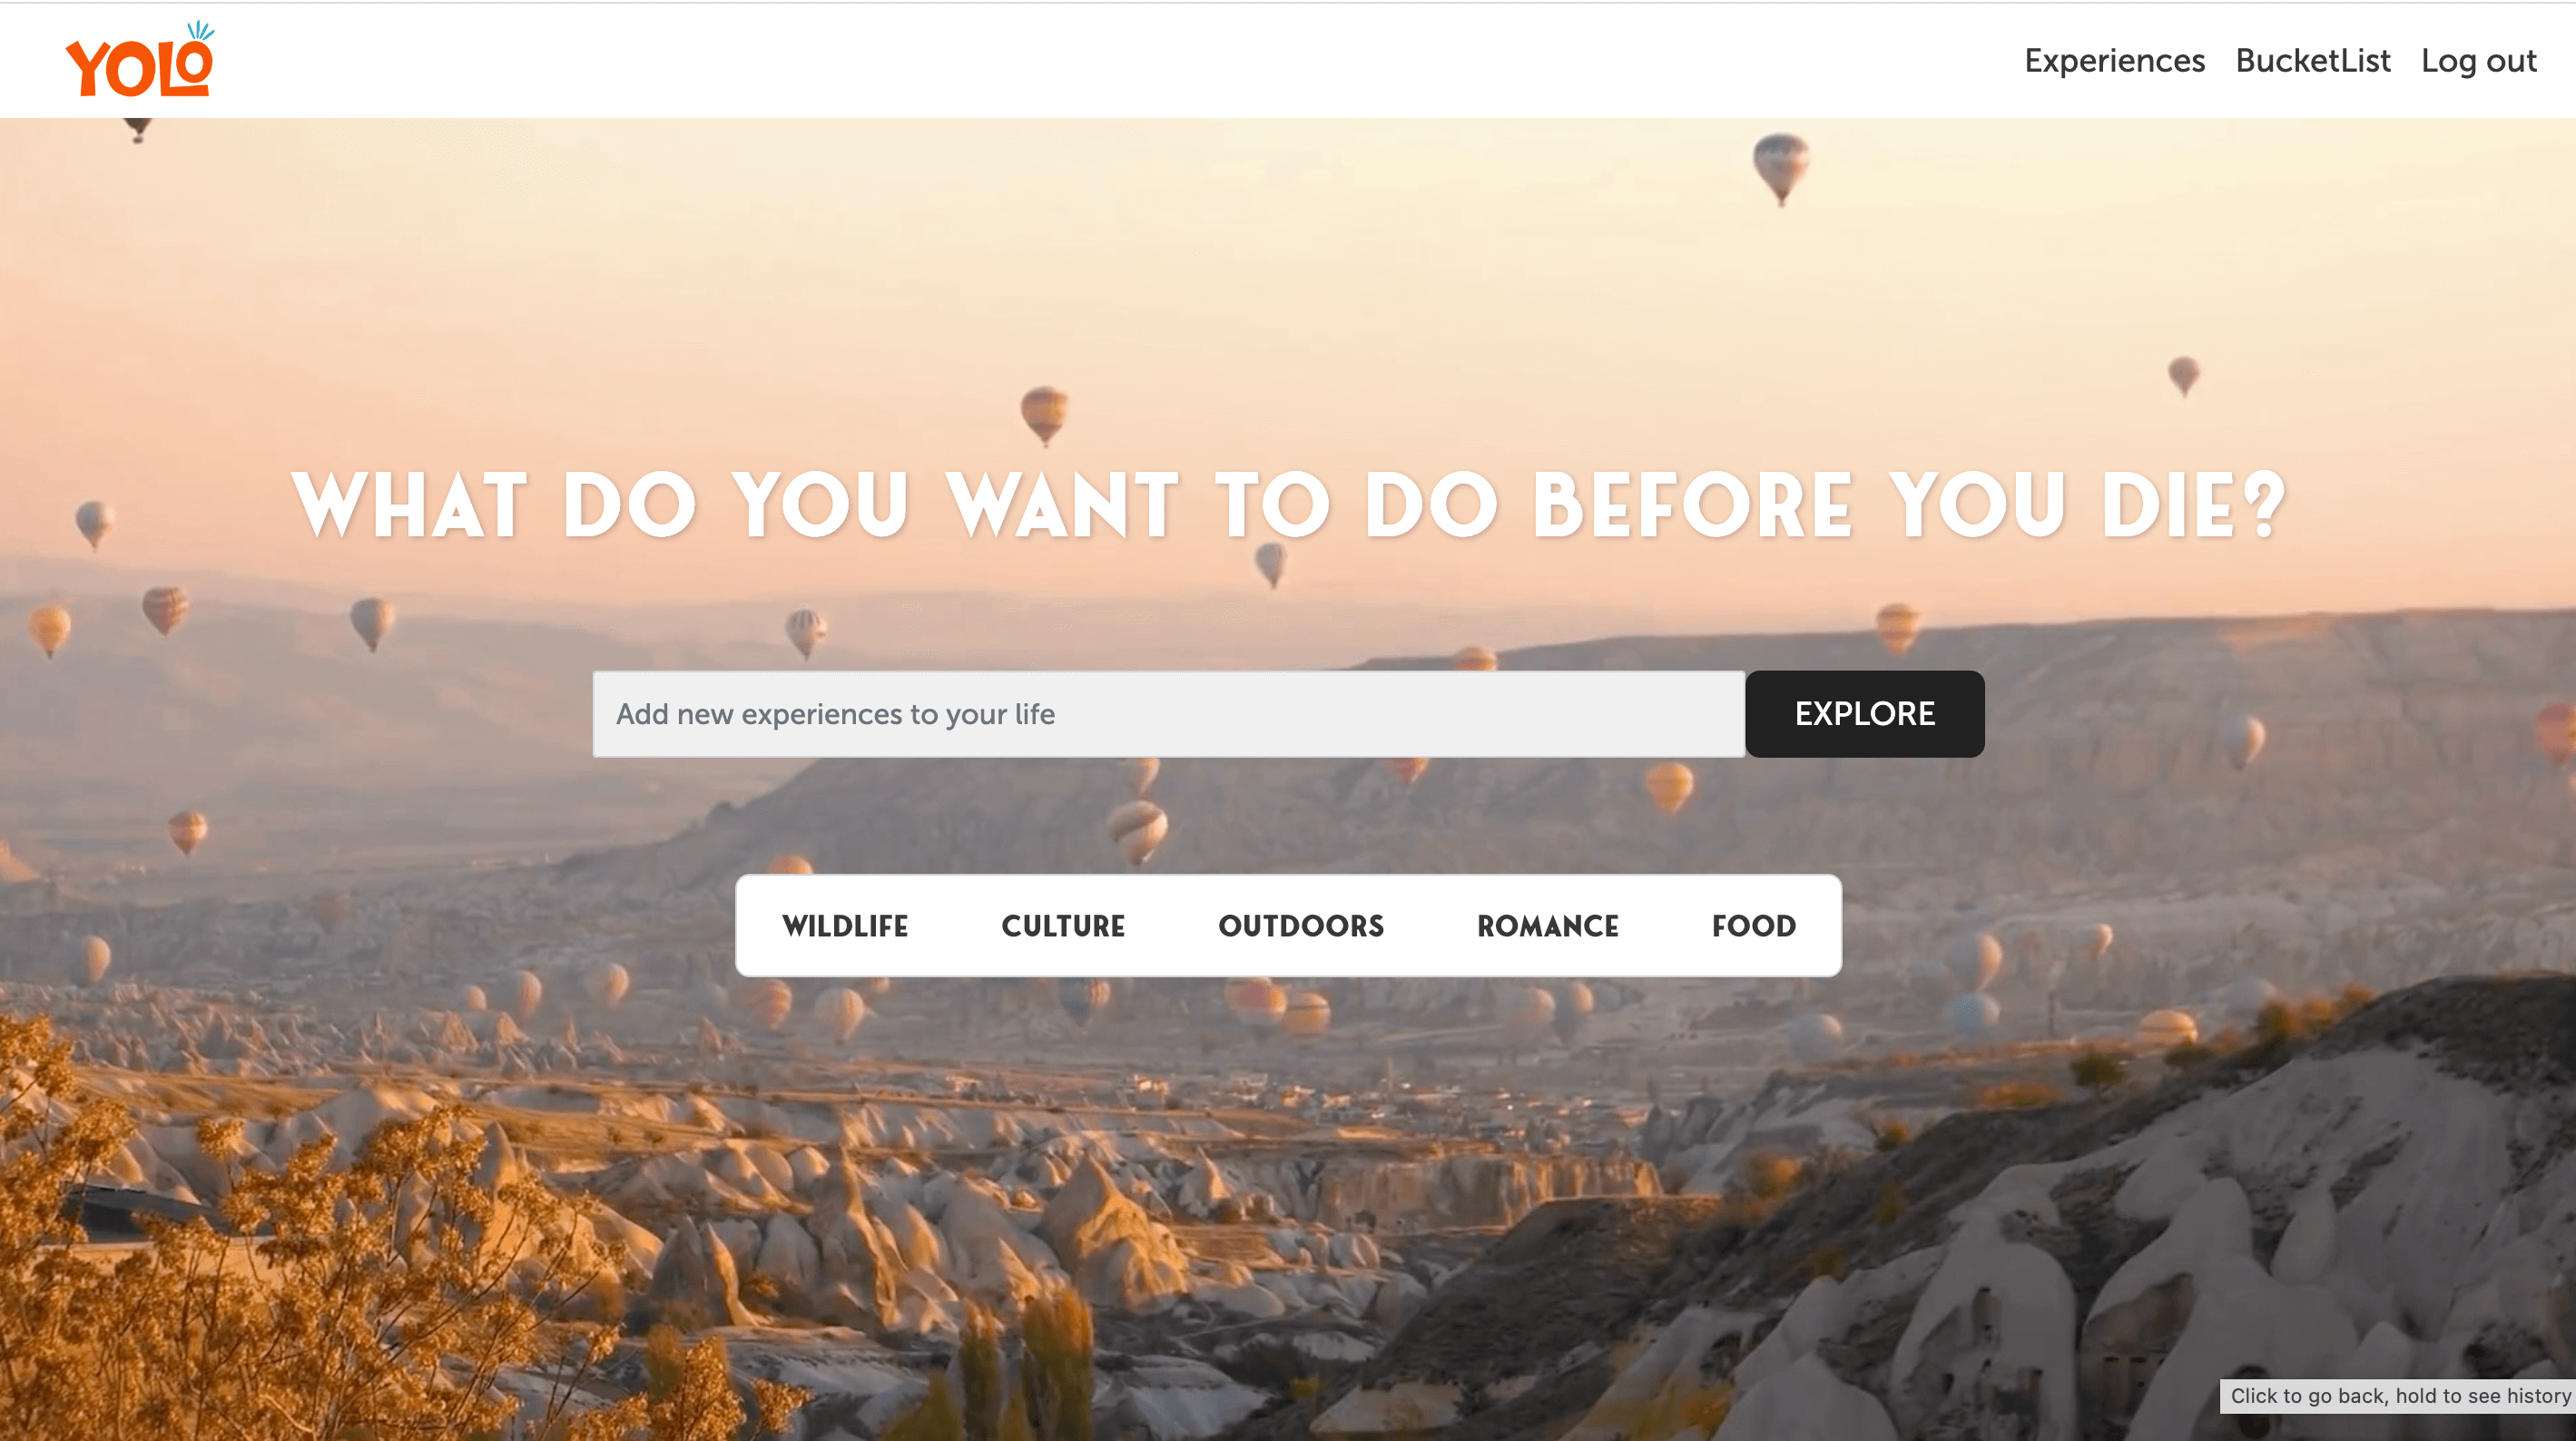 YOLO
Experiences BucketList Log out
WHAT DO YOU WANT TO DO BEFORE YOU DIE?
Add new experiences to your life
EXPLORE
WILDLIFE CULTURE OUTDOORS ROMANCE FOOD
Click to go back, hold to see history